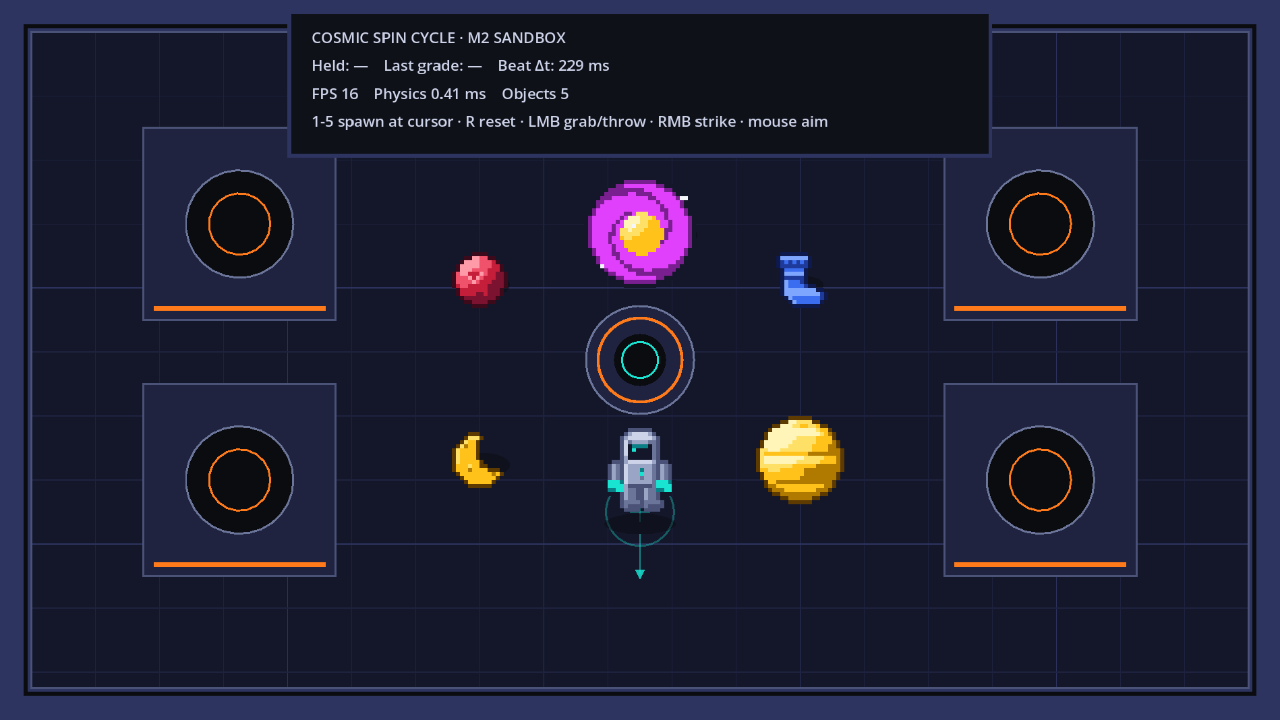 COSMIC SPIN CYCLE · M2 SANDBOX
Held: — Last grade: — Beat Δt: 229 ms
FPS 16 Physics 0.41 ms Objects 5
1-5 spawn at cursor · R reset · LMB grab/throw · RMB strike · mouse aim